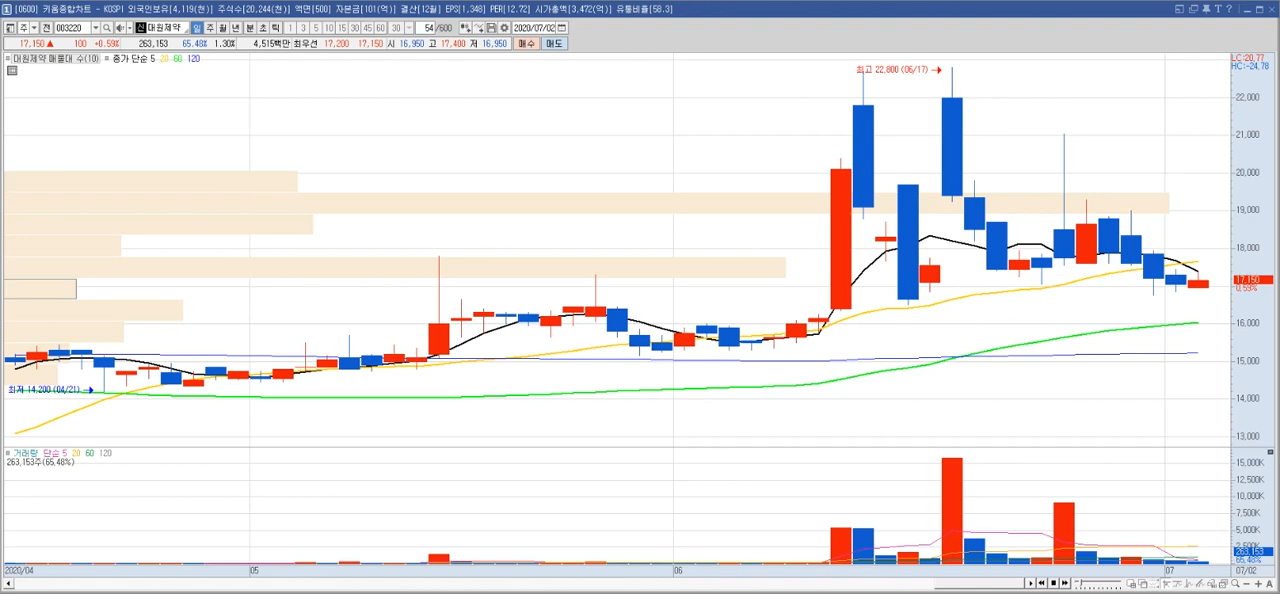 [0600] 키움종합차트 - KOSPI 외국인보유[4,119(천)] 주식수[20,244(천)] 액면[500] 자본금[101(억)] 결산[12월] EPS[1,348] PER[12.72] 시가총액[3,472(억)] 유통비율[58.3]
주 전 003220 신 대원제약 일 주 월 년 분 초 틱 1 3 5 10 15 30 45 60 30 54 /600 2020/07/02
17,150 ▲ 100 +0.59% 263,153 65.48% 1.30% 4,515백만 최우선 17,200 17,150 시 16,950 고 17,400 저 16,950 매수 매도
대원제약 매물대 수(10) 종가 단순 5 20 60 120
LC:20.77
HC:-24.78
최고 22,800 (06/17)
22,000
21,000
20,000
19,000
18,000
17,150
0.59%
16,000
15,000
최저 14,200 (04/21)
14,000
13,000
거래량 단순 5 20 60 120
263,153주(65.48%)
15,000K
12,500K
10,000K
7,500K
5,000K
2,500K
263,153
65.48%
2020/04 05 06 07 07/02